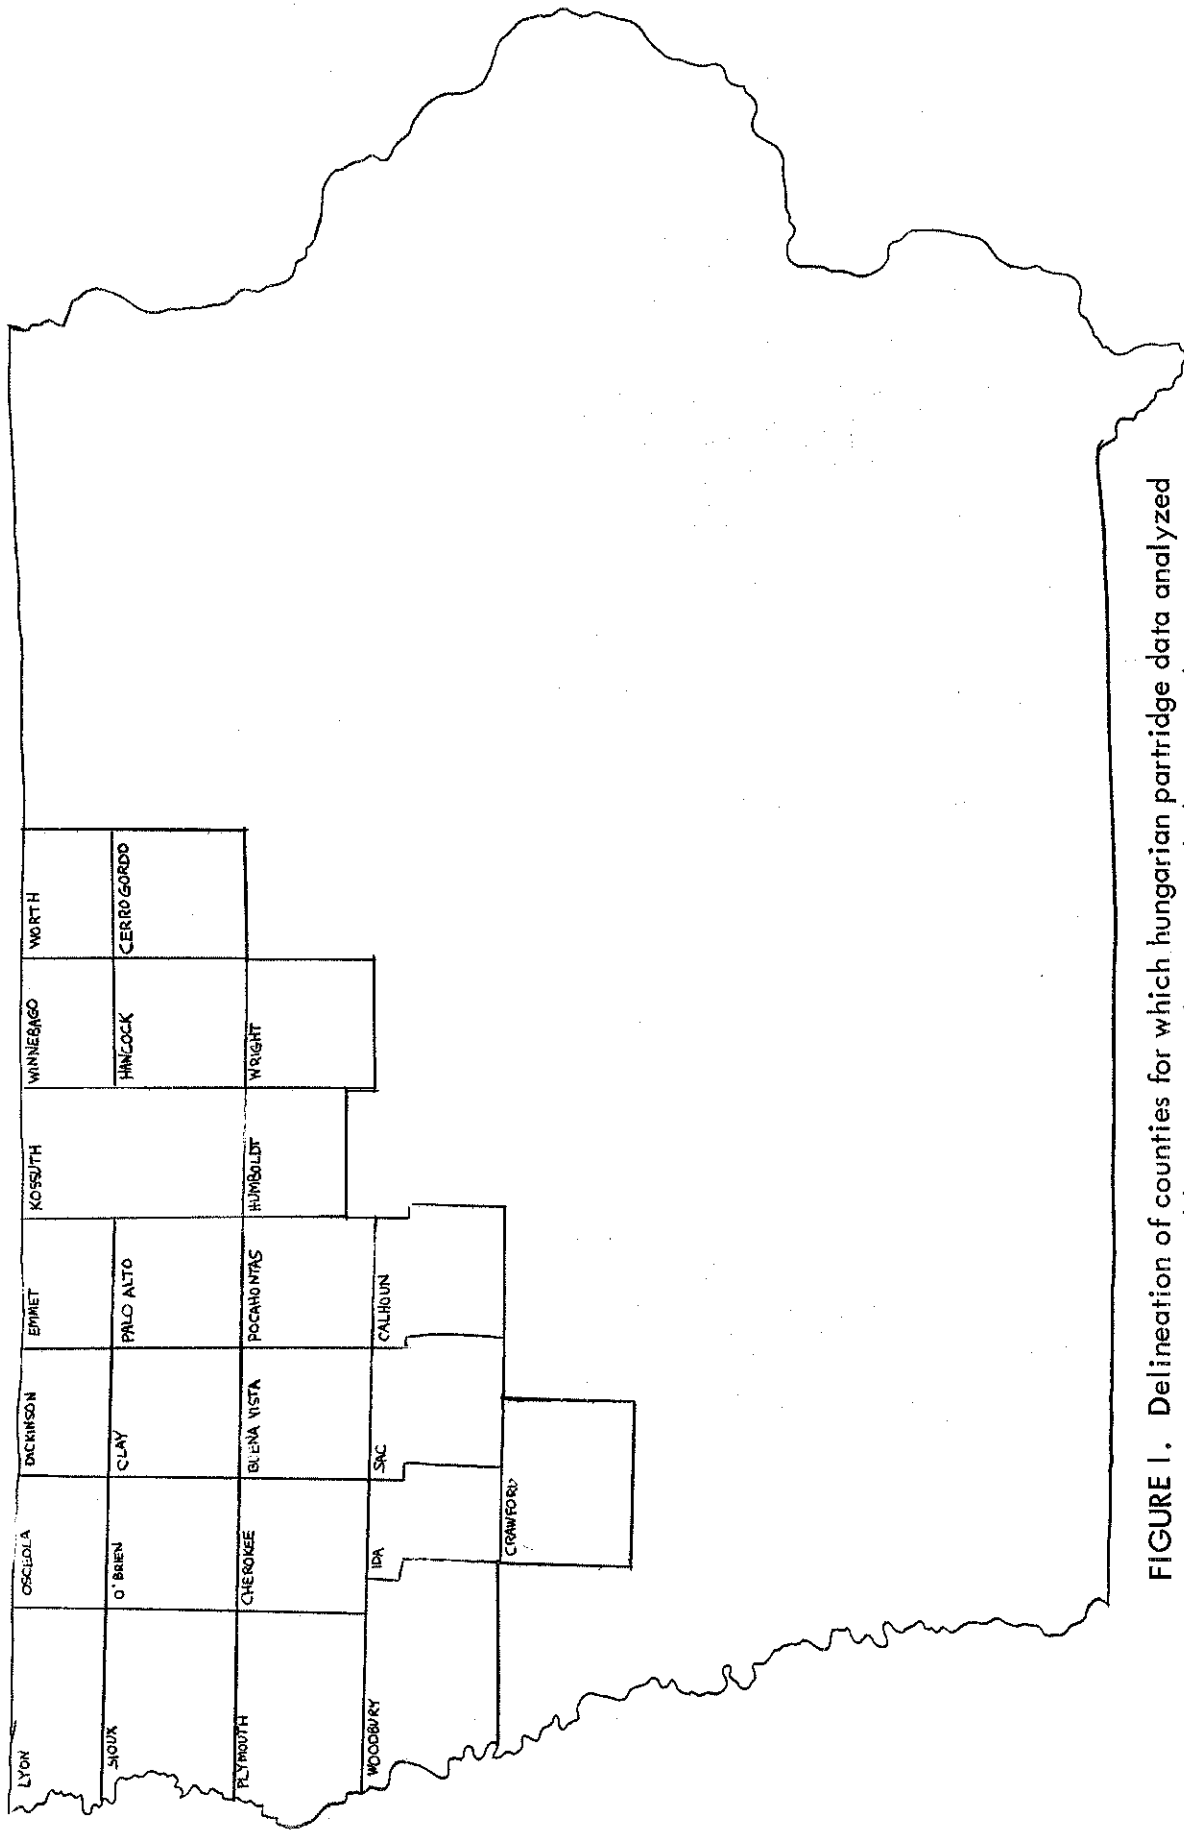 LYON
OSCEOLA
DICKINSON
EMMET
KOSSUTH
WINNEBAGO
WORTH
SIOUX
O'BRIEN
CLAY
PALO ALTO
HANCOCK
CERRO GORDO
PLYMOUTH
CHEROKEE
BUENA VISTA
POCAHONTAS
HUMBOLDT
WRIGHT
WOODBURY
IDA
SAC
CALHOUN
CRAWFORD
FIGURE I. Delineation of counties for which hungarian partridge data analyzed